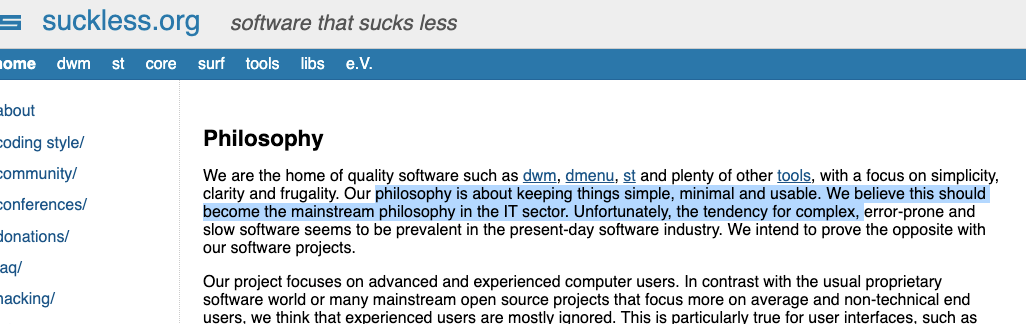 suckless.org software that sucks less
ome dwm st core surf tools libs e.V.
about
coding style/
community/
conferences/
donations/
aq/
hacking/
Philosophy
We are the home of quality software such as dwm, dmenu, st and plenty of other tools, with a focus on simplicity,
clarity and frugality. Our philosophy is about keeping things simple, minimal and usable. We believe this should
become the mainstream philosophy in the IT sector. Unfortunately, the tendency for complex, error-prone and
slow software seems to be prevalent in the present-day software industry. We intend to prove the opposite with
our software projects.
Our project focuses on advanced and experienced computer users. In contrast with the usual proprietary
software world or many mainstream open source projects that focus more on average and non-technical end
users, we think that experienced users are mostly ignored. This is particularly true for user interfaces, such as